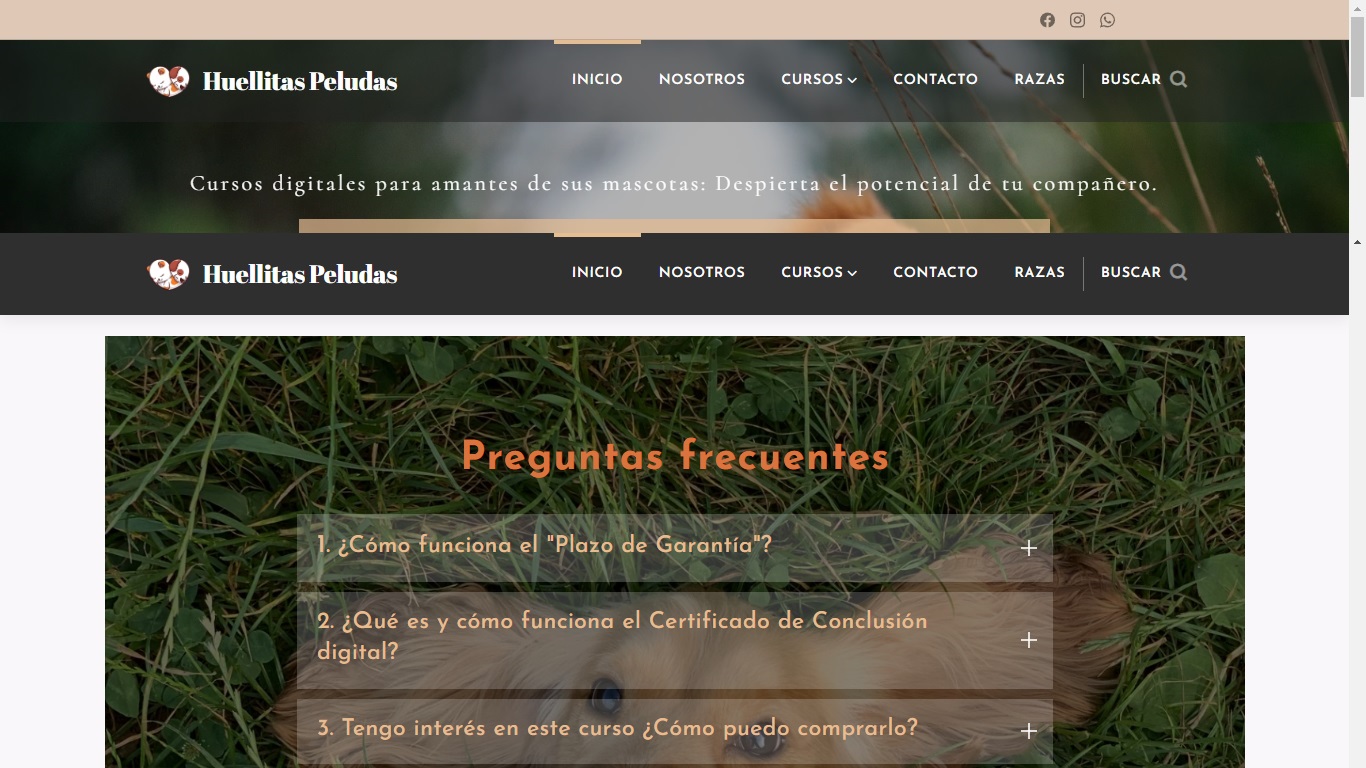 Huellitas Peludas
INICIO
NOSOTROS
CURSOS
CONTACTO
RAZAS
BUSCAR
Cursos digitales para amantes de sus mascotas: Despierta el potencial de tu compañero.
Huellitas Peludas
INICIO
NOSOTROS
CURSOS
CONTACTO
RAZAS
BUSCAR
Preguntas frecuentes
1. ¿Cómo funciona el "Plazo de Garantía"?
2. ¿Qué es y cómo funciona el Certificado de Conclusión
digital?
3. Tengo interés en este curso ¿Cómo puedo comprarlo?